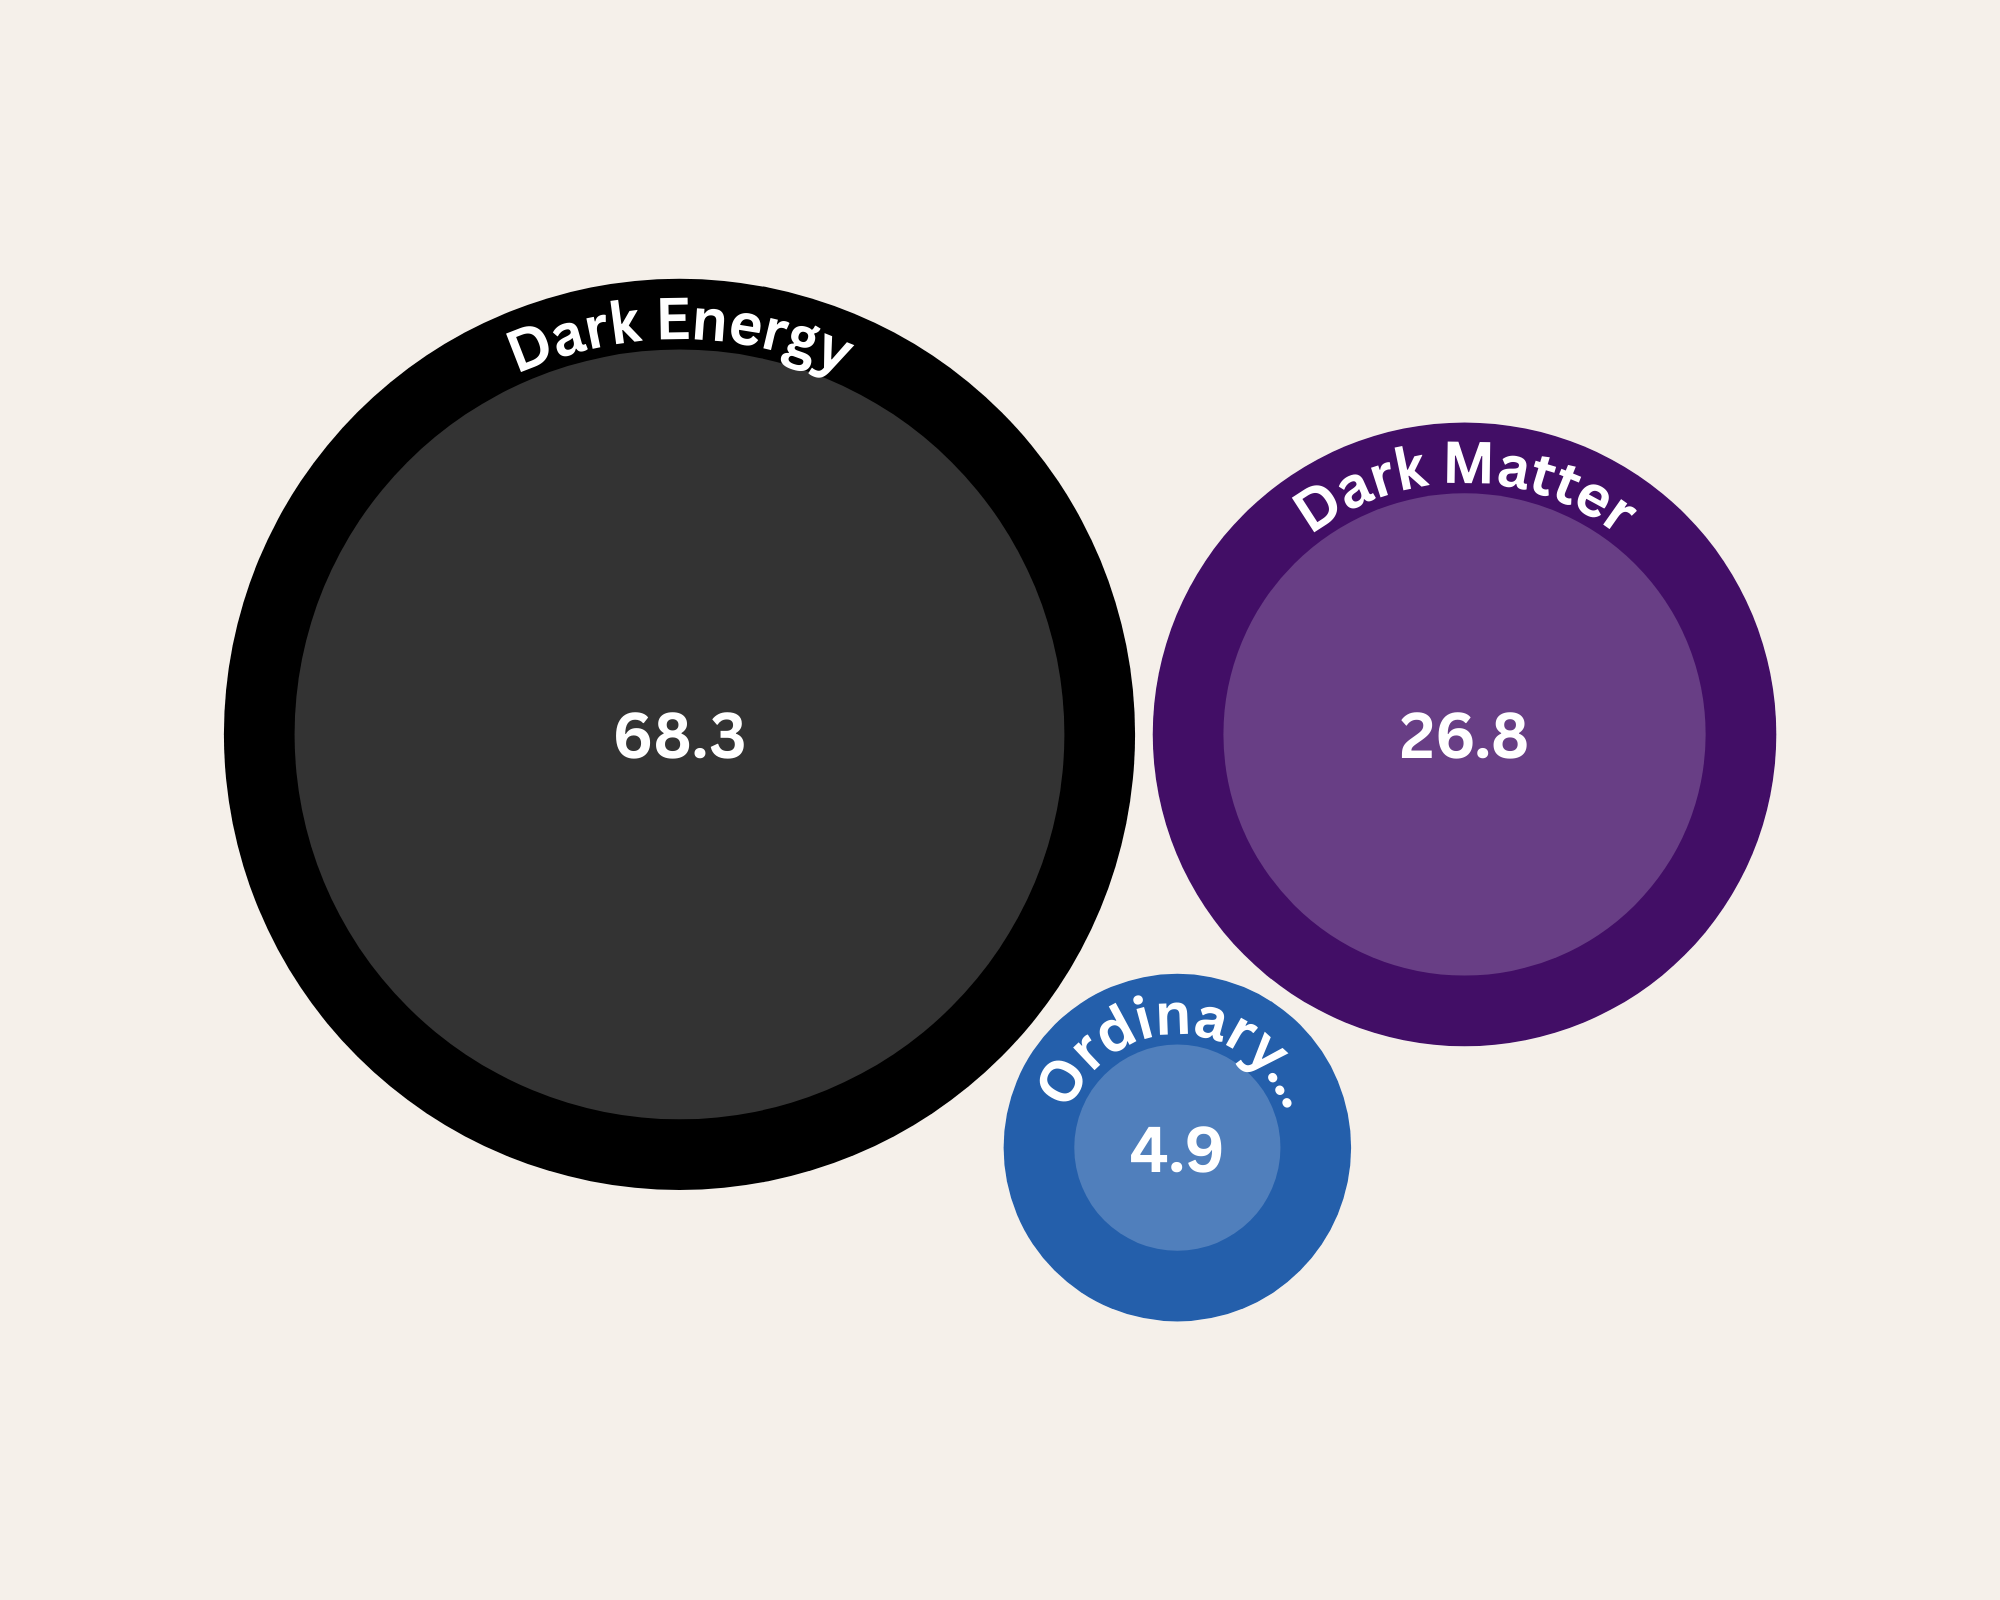 Dark Energy
68.3
Dark Matter
26.8
Ordinary...
4.9